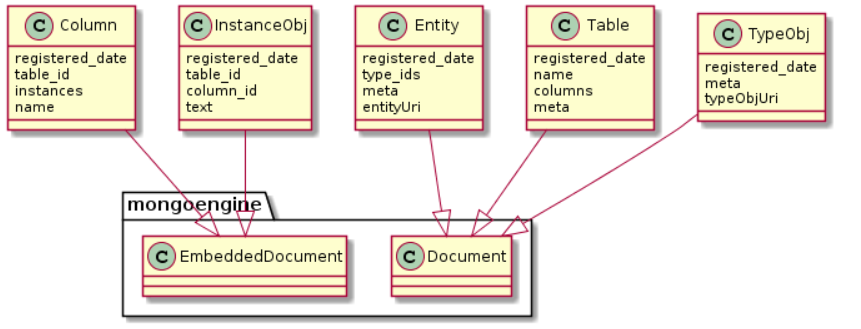 C Column
registered_date
table_id
instances
name
C InstanceObj
registered_date
table_id
column_id
text
C Entity
registered_date
type_ids
meta
entityUri
C Table
registered_date
name
columns
meta
C TypeObj
registered_date
meta
typeObjUri
mongoengine
C EmbeddedDocument
C Document